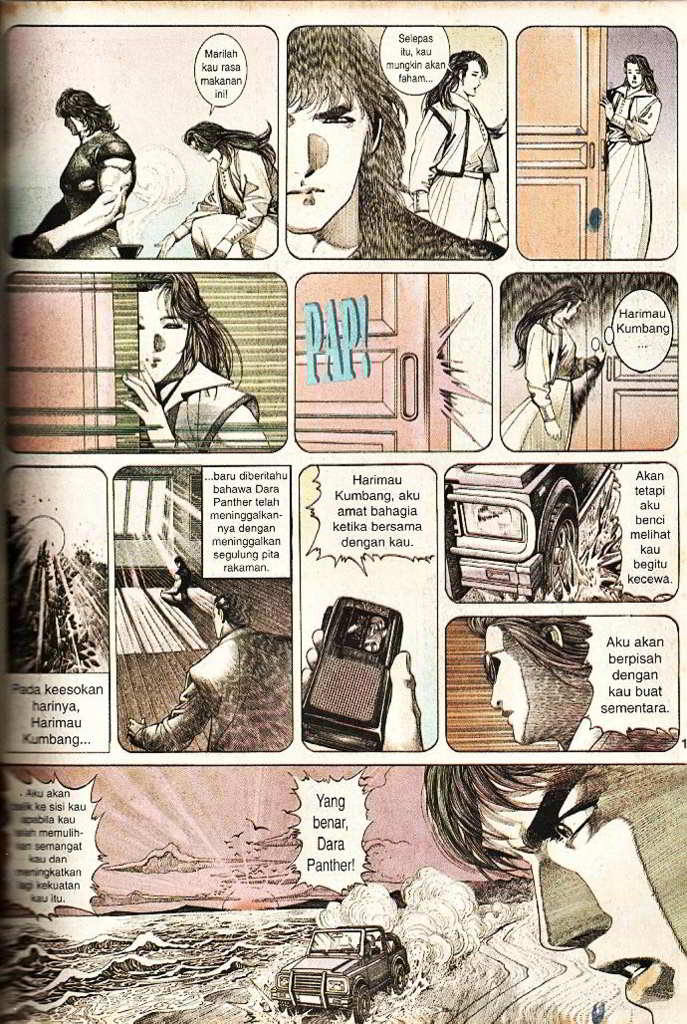 Marilah
kau rasa
makanan
ini!
Selepas
itu, kau
mungkin akan
faham...
PAP!
Harimau
Kumbang
...
Pada keesokan
harinya,
Harimau
Kumbang...
...baru diberitahu
bahawa Dara
Panther telah
meninggalkan-
nya dengan
meninggalkan
segulung pita
rakaman.
Harimau
Kumbang, aku
amat bahagia
ketika bersama
dengan kau.
Akan
tetapi
aku
benci
melihat
kau
begitu
kecewa.
Aku akan
berpisah
dengan
kau buat
sementara.
Aku akan
ke sisi kau
apabila kau
telah memulih-
kan semangat
kau dan
meningkatkan
lagi kekuatan
kau itu.
Yang
benar,
Dara
Panther!